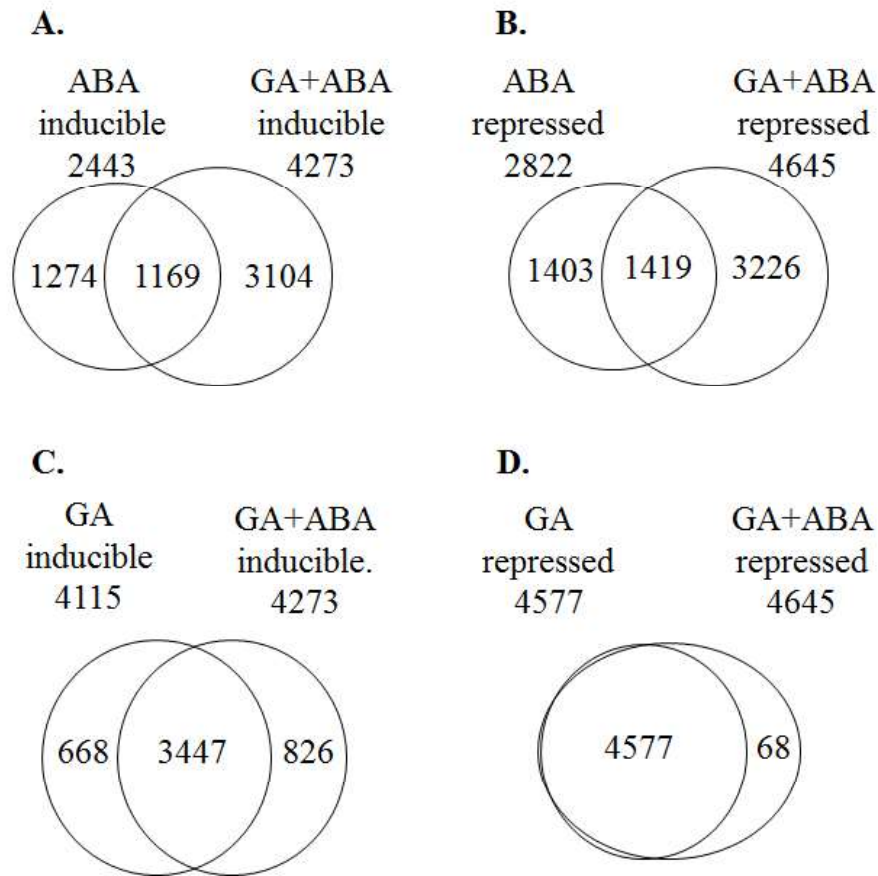 A.
ABA
inducible
2443
GA+ABA
inducible
4273
1274
1169
3104
B.
ABA
repressed
2822
GA+ABA
repressed
4645
1403
1419
3226
C.
GA
inducible
4115
GA+ABA
inducible.
4273
668
3447
826
D.
GA
repressed
4577
GA+ABA
repressed
4645
4577
68